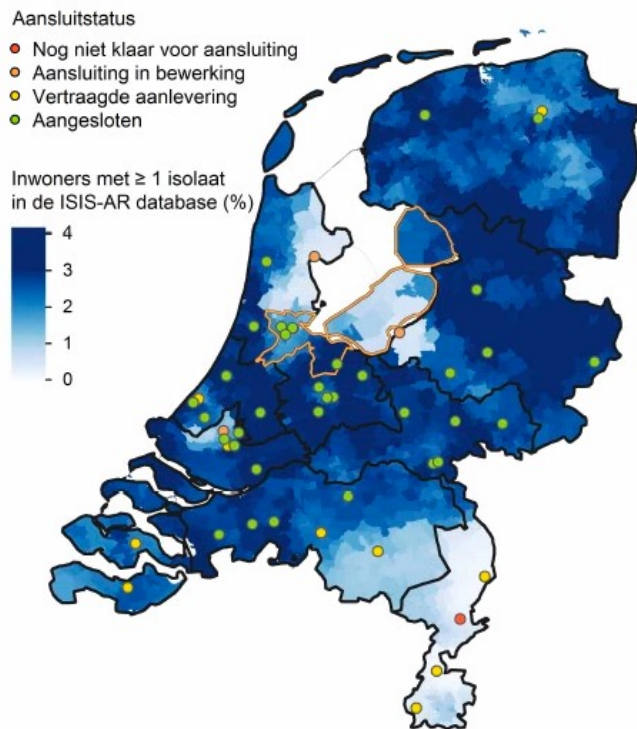 Aansluitstatus
Nog niet klaar voor aansluiting
Aansluiting in bewerking
Vertraagde aanlevering
Aangesloten
Inwoners met ≥ 1 isolaat
in de ISIS-AR database (%)
4
3
2
1
0